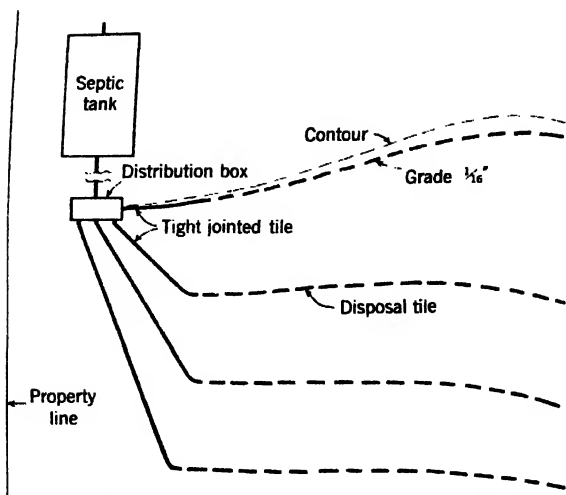 Septic
tank
Contour
Distribution box
Grade 1/16"
Tight jointed tile
Disposal tile
Property
line